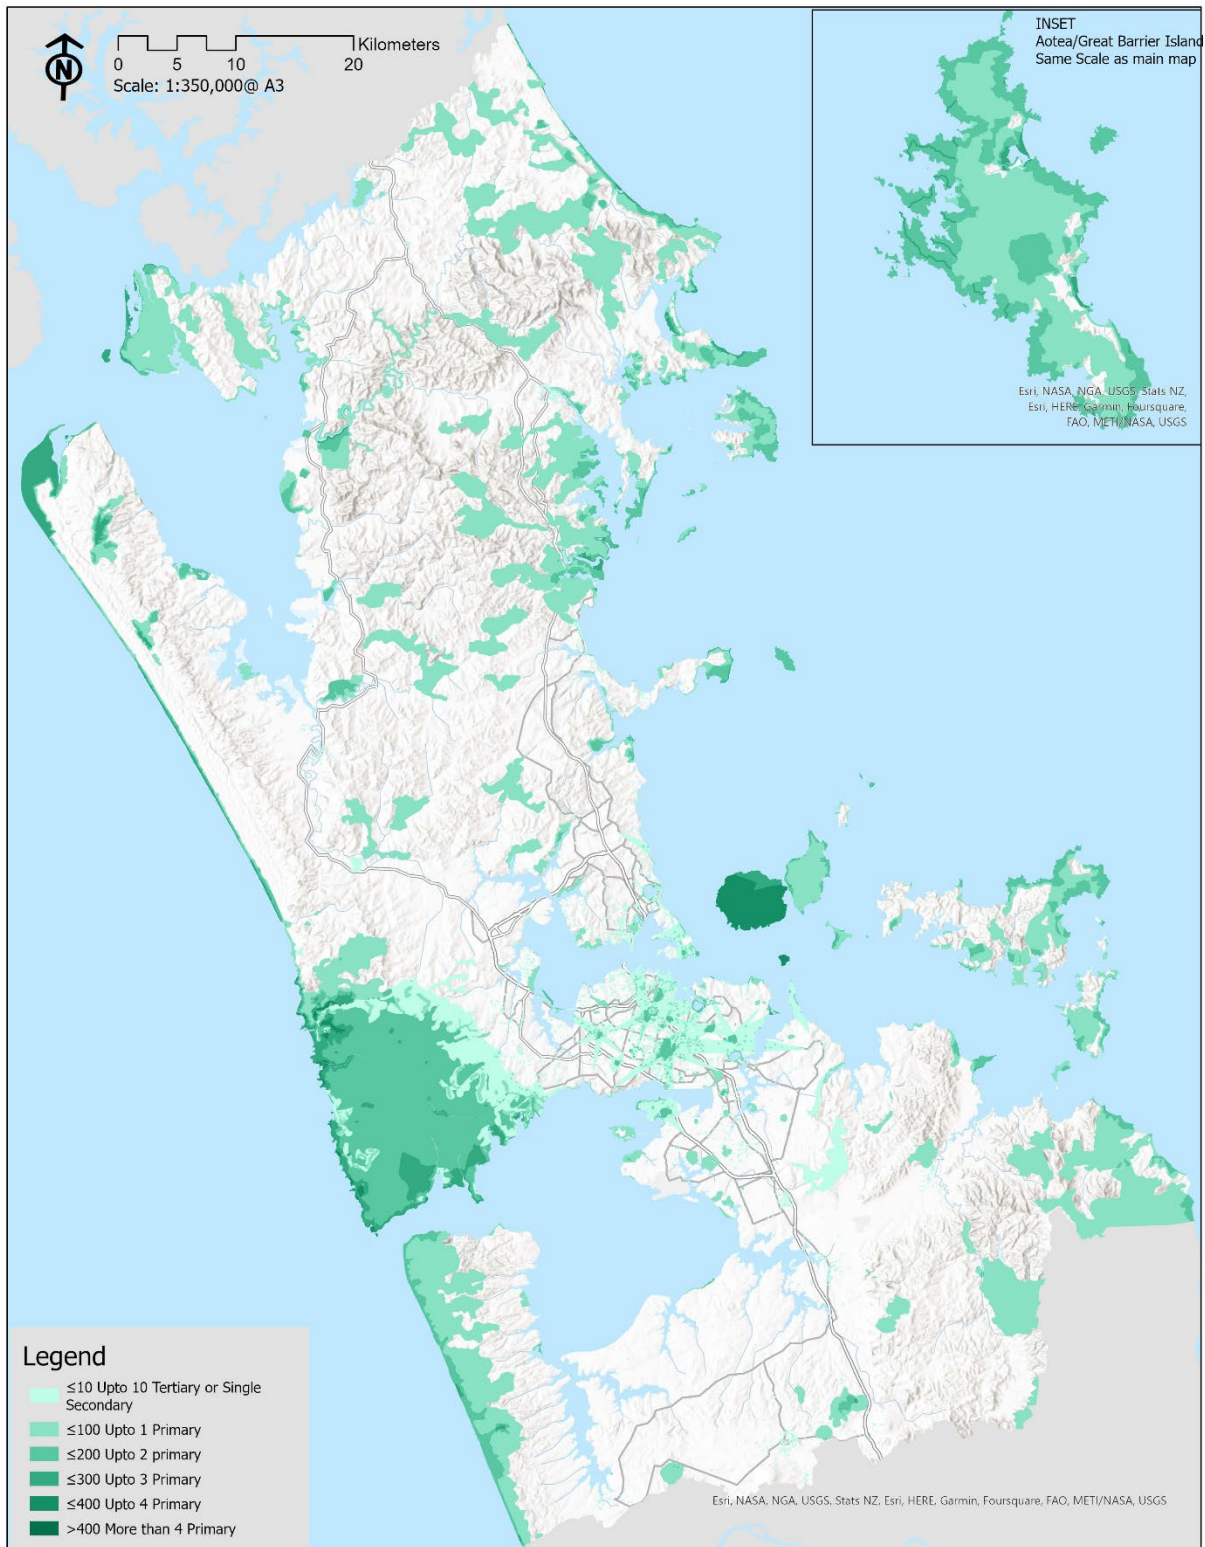 N
Kilometers
0 5 10 20
Scale: 1:350,000@ A3
INSET
Aotea/Great Barrier Island
Same Scale as main map
Esri, NASA, NGA, USGS, Stats NZ,
Esri, HERE, Garmin, Foursquare,
FAO, METI/NASA, USGS
Legend
≤10 Upto 10 Tertiary or Single
Secondary
≤100 Upto 1 Primary
≤200 Upto 2 primary
≤300 Upto 3 Primary
≤400 Upto 4 Primary
>400 More than 4 Primary
Esri, NASA, NGA, USGS, Stats NZ, Esri, HERE, Garmin, Foursquare, FAO, METI/NASA, USGS